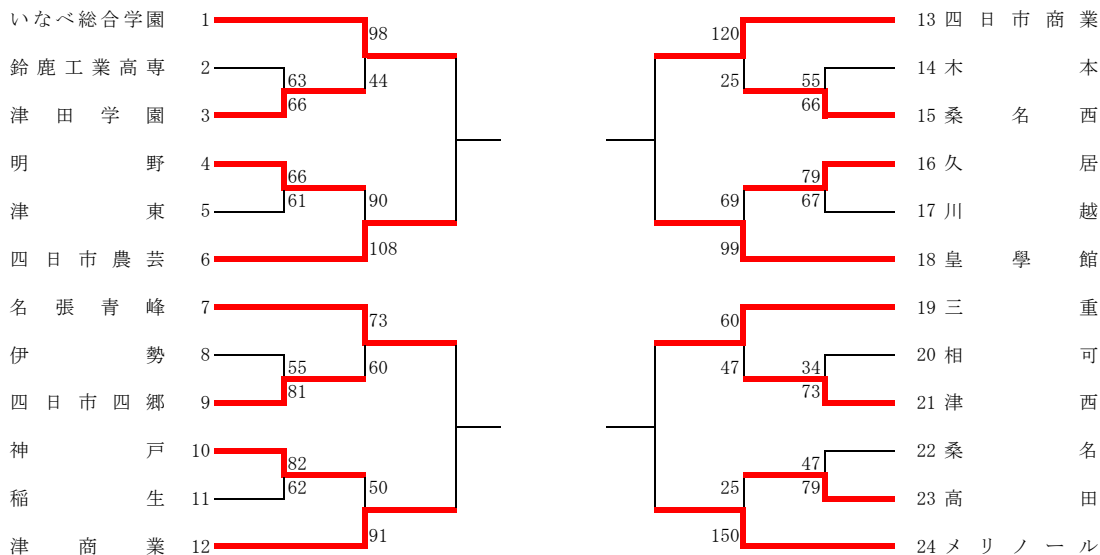 いなべ総合学園 1
98
鈴鹿工業高専 2
63
44
津田学園 3
66
明野 4
66
津東 5
61
90
四日市農芸 6
108
名張青峰 7
73
伊勢 8
55
60
四日市四郷 9
81
神戸 10
82
稲生 11
62
50
津商業 12
91
120
13 四日市商業
25
55
14 木本
66
15 桑名西
79
16 久居
69
67
17 川越
99
18 皇學館
60
19 三重
47
34
20 相可
73
21 津西
47
22 桑名
25
79
23 高田
150
24 メリノール